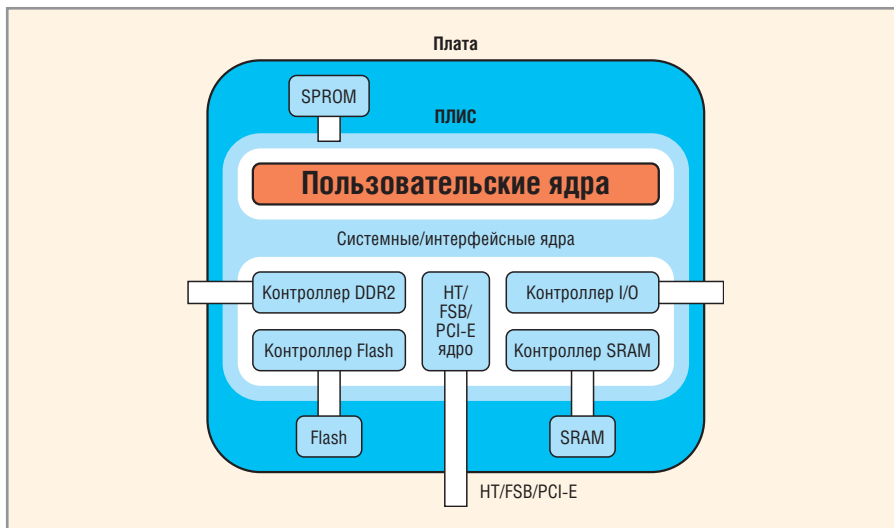 Плата
SPROM
ПЛИС
Пользовательские ядра
Системные/интерфейсные ядра
Контроллер DDR2
HT/
FSB/
PCI-E
ядро
Контроллер I/O
Контроллер Flash
Контроллер SRAM
Flash
SRAM
HT/FSB/PCI-E